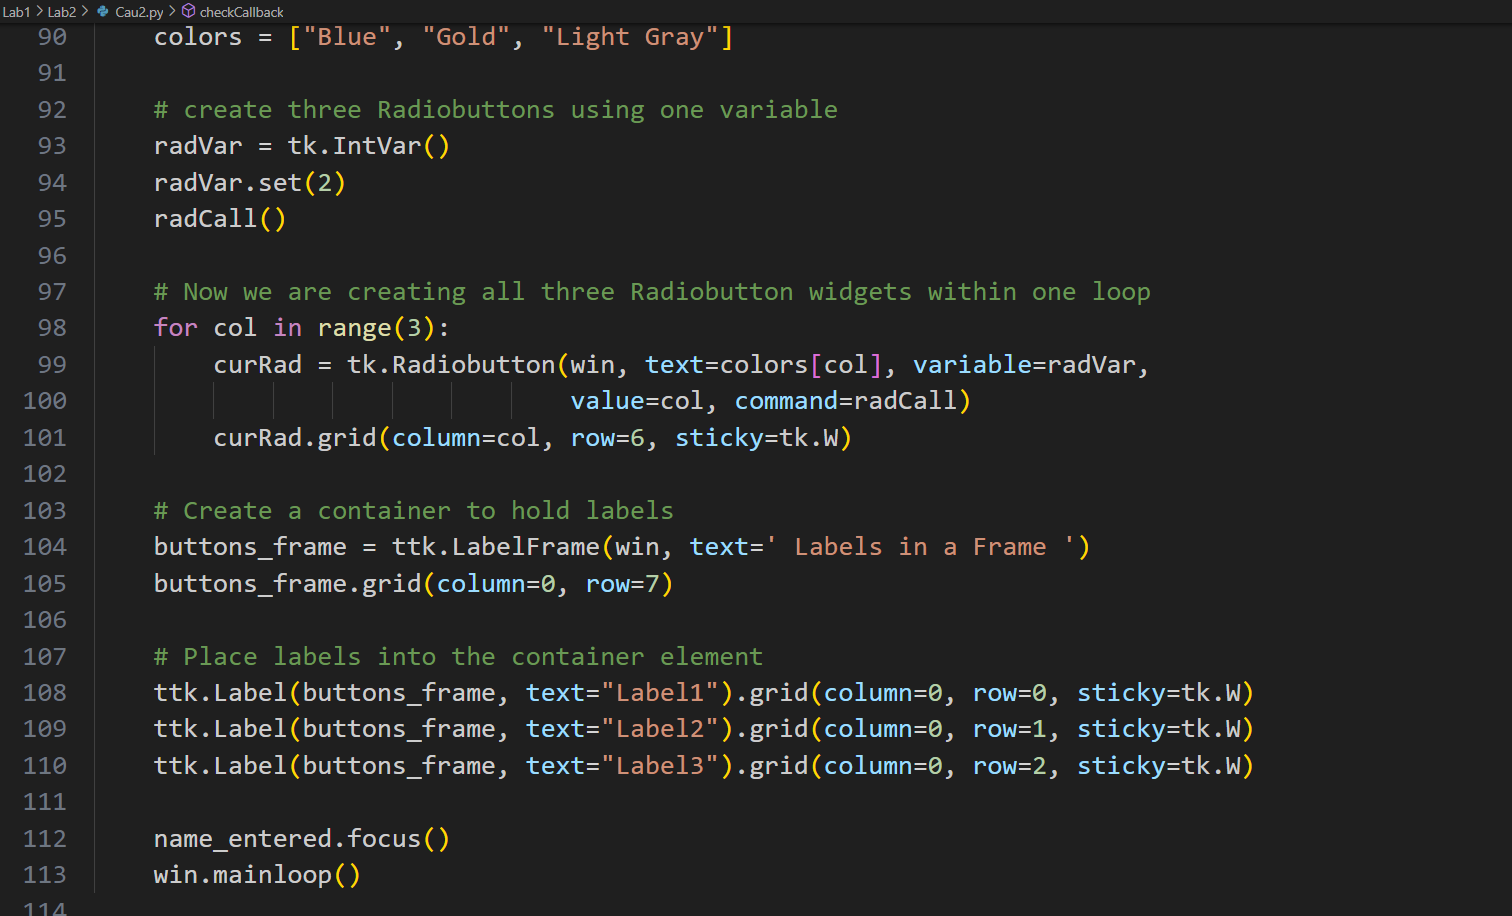 Lab1 > Lab2 > Cau2.py > checkCallback
90 colors = ["Blue", "Gold", "Light Gray"]
91
92 # create three Radiobuttons using one variable
93 radVar = tk.IntVar()
94 radVar.set(2)
95 radCall()
96
97 # Now we are creating all three Radiobutton widgets within one loop
98 for col in range(3):
99 curRad = tk.Radiobutton(win, text=colors[col], variable=radVar,
100 value=col, command=radCall)
101 curRad.grid(column=col, row=6, sticky=tk.W)
102
103 # Create a container to hold labels
104 buttons_frame = ttk.LabelFrame(win, text=' Labels in a Frame ')
105 buttons_frame.grid(column=0, row=7)
106
107 # Place labels into the container element
108 ttk.Label(buttons_frame, text="Label1").grid(column=0, row=0, sticky=tk.W)
109 ttk.Label(buttons_frame, text="Label2").grid(column=0, row=1, sticky=tk.W)
110 ttk.Label(buttons_frame, text="Label3").grid(column=0, row=2, sticky=tk.W)
111
112 name_entered.focus()
113 win.mainloop()
114